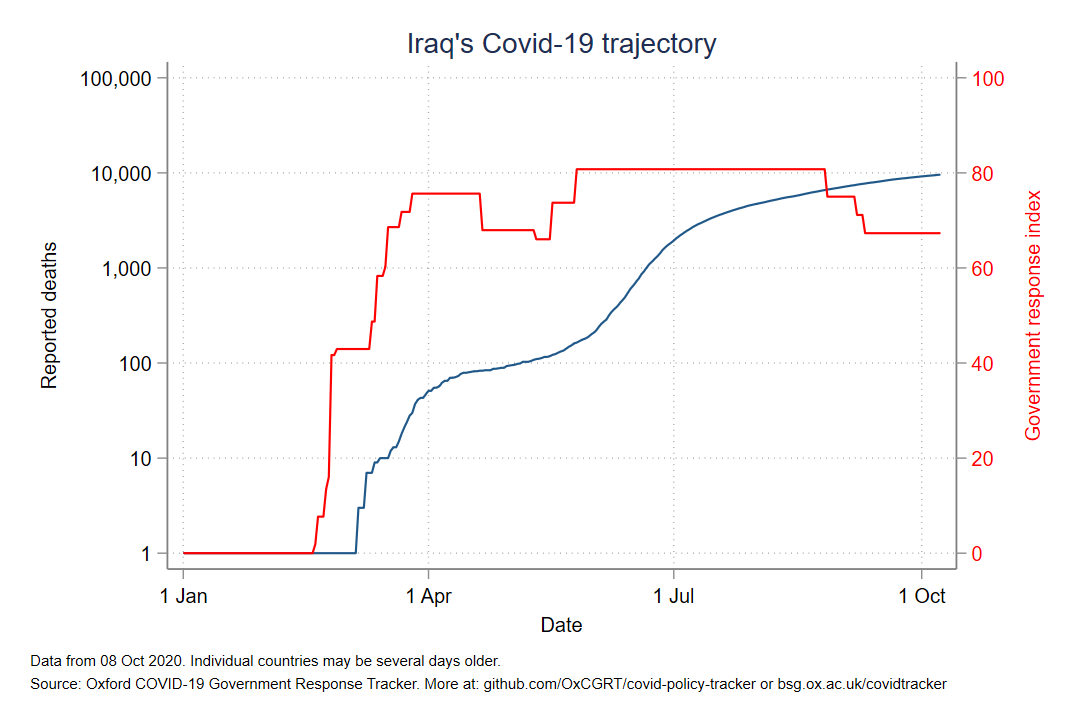 Iraq's Covid-19 trajectory
100,000
10,000
1,000
100
10
1
Reported deaths
100
80
60
40
20
0
Government response index
1 Jan
1 Apr
1 Jul
1 Oct
Date
Data from 08 Oct 2020. Individual countries may be several days older.
Source: Oxford COVID-19 Government Response Tracker. More at: github.com/OxCGRT/covid-policy-tracker or bsg.ox.ac.uk/covidtracker